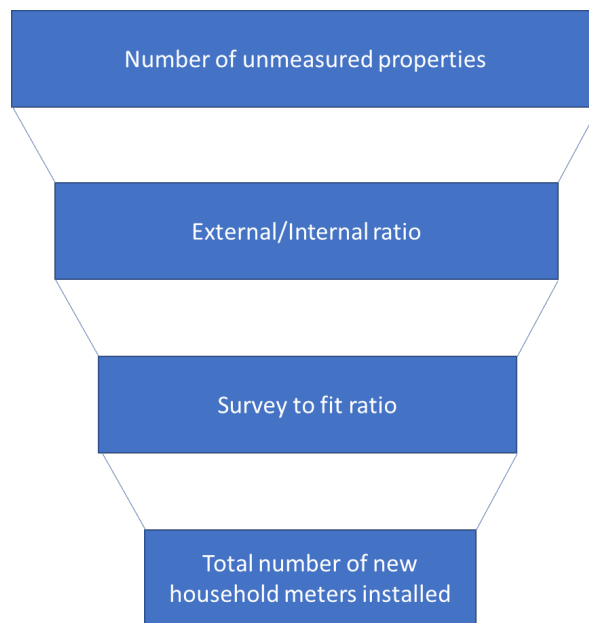 Number of unmeasured properties
External/Internal ratio
Survey to fit ratio
Total number of new
household meters installed